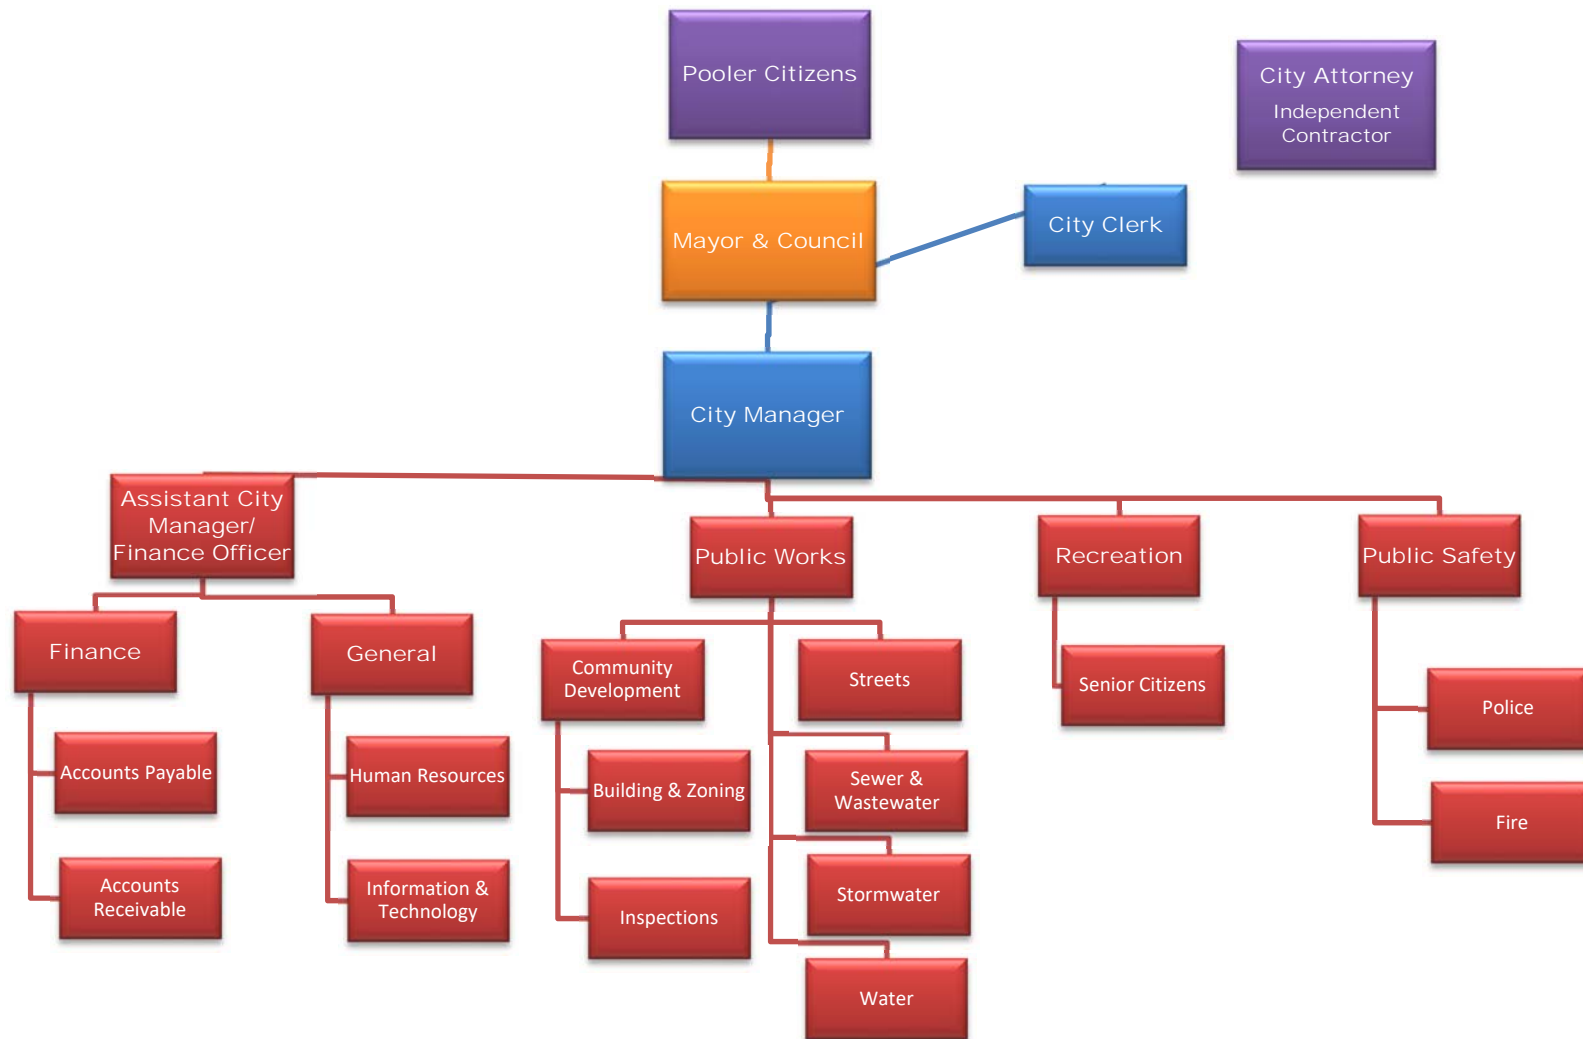 Pooler Citizens
City Attorney
Independent
Contractor
Mayor & Council
City Clerk
City Manager
Assistant City
Manager/
Finance Officer
Public Works
Recreation
Public Safety
Finance
General
Community
Development
Streets
Senior Citizens
Police
Accounts Payable
Human Resources
Building & Zoning
Sewer &
Wastewater
Fire
Accounts
Receivable
Information &
Technology
Inspections
Stormwater
Water